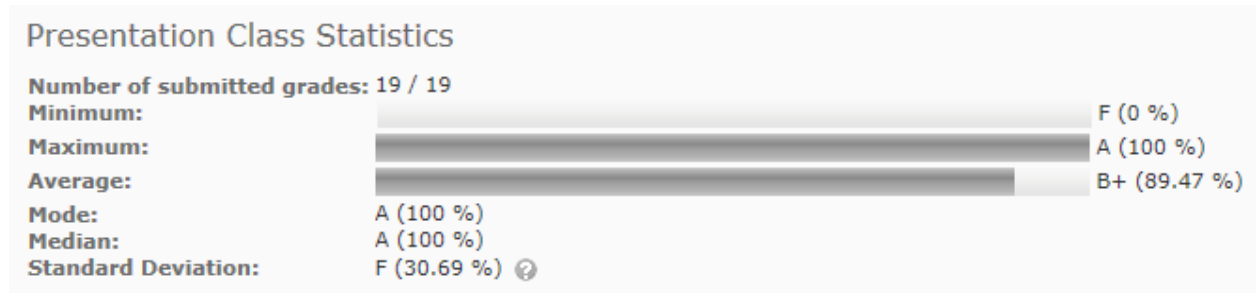 Presentation Class Statistics
Number of submitted grades: 19 / 19
Minimum: F (0 %)
Maximum: A (100 %)
Average: B+ (89.47 %)
Mode: A (100 %)
Median: A (100 %)
Standard Deviation: F (30.69 %) ?